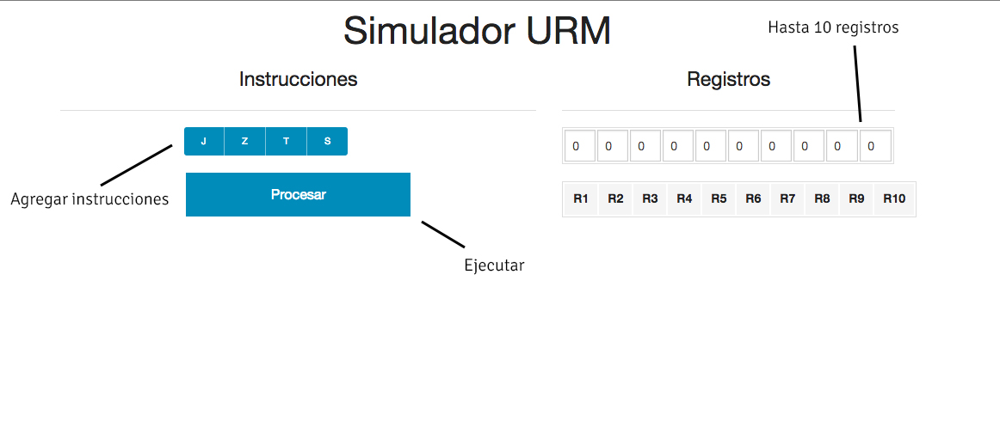 Simulador URM
Hasta 10 registros
Instrucciones
Registros
J Z T S
0 0 0 0 0 0 0 0 0 0
Procesar
Agregar instrucciones
R1 R2 R3 R4 R5 R6 R7 R8 R9 R10
Ejecutar